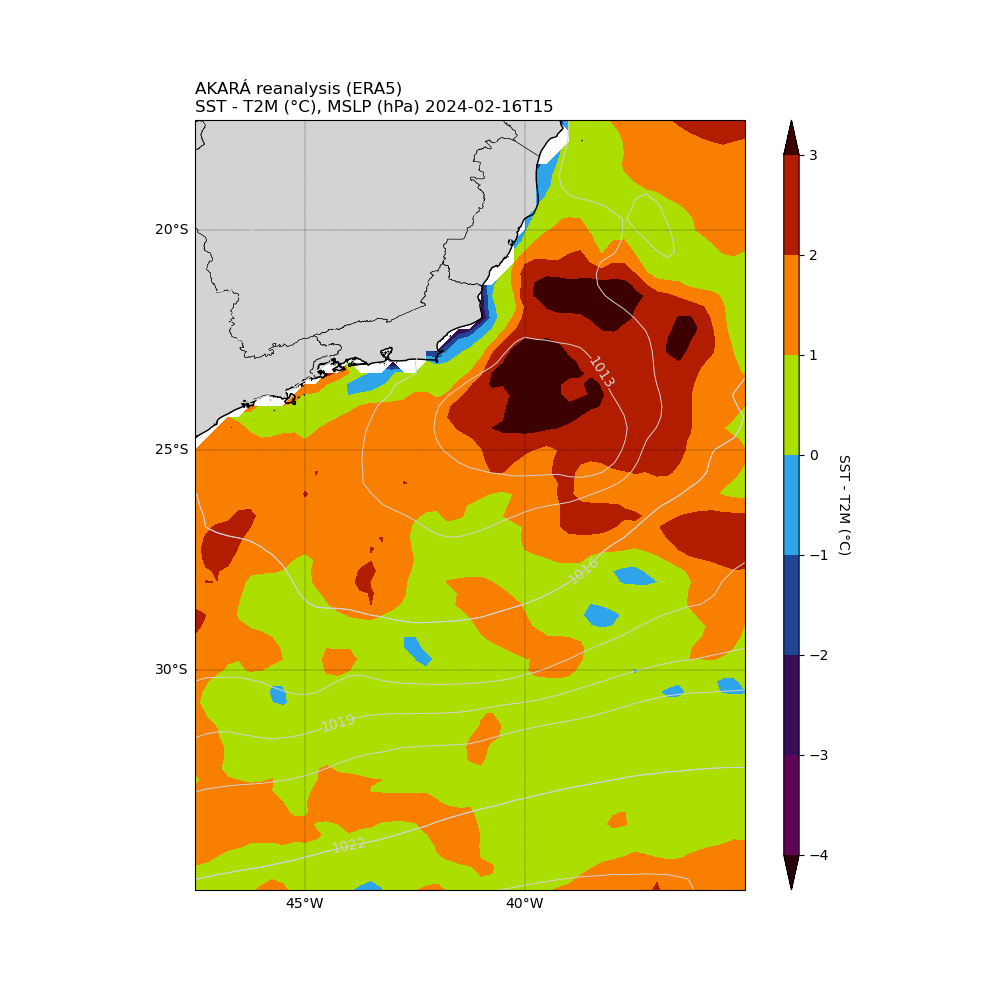 AKARÁ reanalysis (ERA5)
SST - T2M (°C), MSLP (hPa) 2024-02-16T15
20°S
25°S
30°S
45°W
40°W
1013
1016
1019
1022
3
2
1
0
−1
−2
−3
−4
SST - T2M (°C)